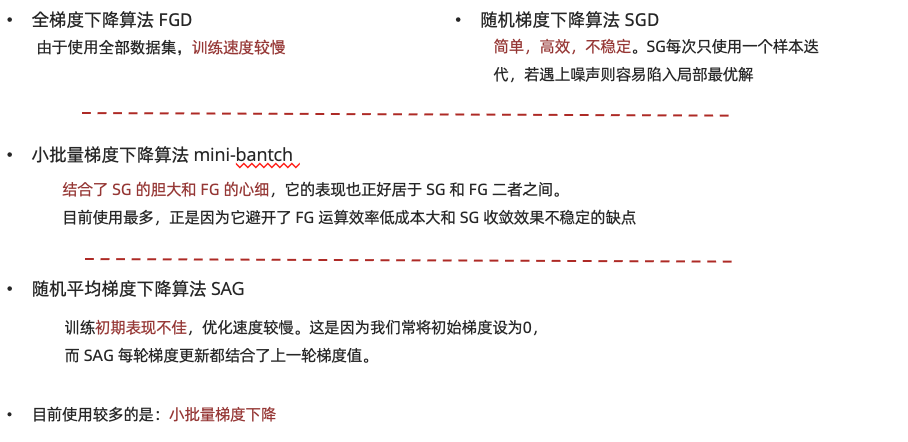 • 全梯度下降算法 FGD
由于使用全部数据集，训练速度较慢
• 随机梯度下降算法 SGD
简单，高效，不稳定。SG每次只使用一个样本迭
代，若遇上噪声则容易陷入局部最优解
• 小批量梯度下降算法 mini-bantch
结合了 SG 的胆大和 FG 的心细，它的表现也正好居于 SG 和 FG 二者之间。
目前使用最多，正是因为它避开了 FG 运算效率低成本大和 SG 收敛效果不稳定的缺点
• 随机平均梯度下降算法 SAG
训练初期表现不佳，优化速度较慢。这是因为我们常将初始梯度设为0，
而 SAG 每轮梯度更新都结合了上一轮梯度值。
• 目前使用较多的是：小批量梯度下降